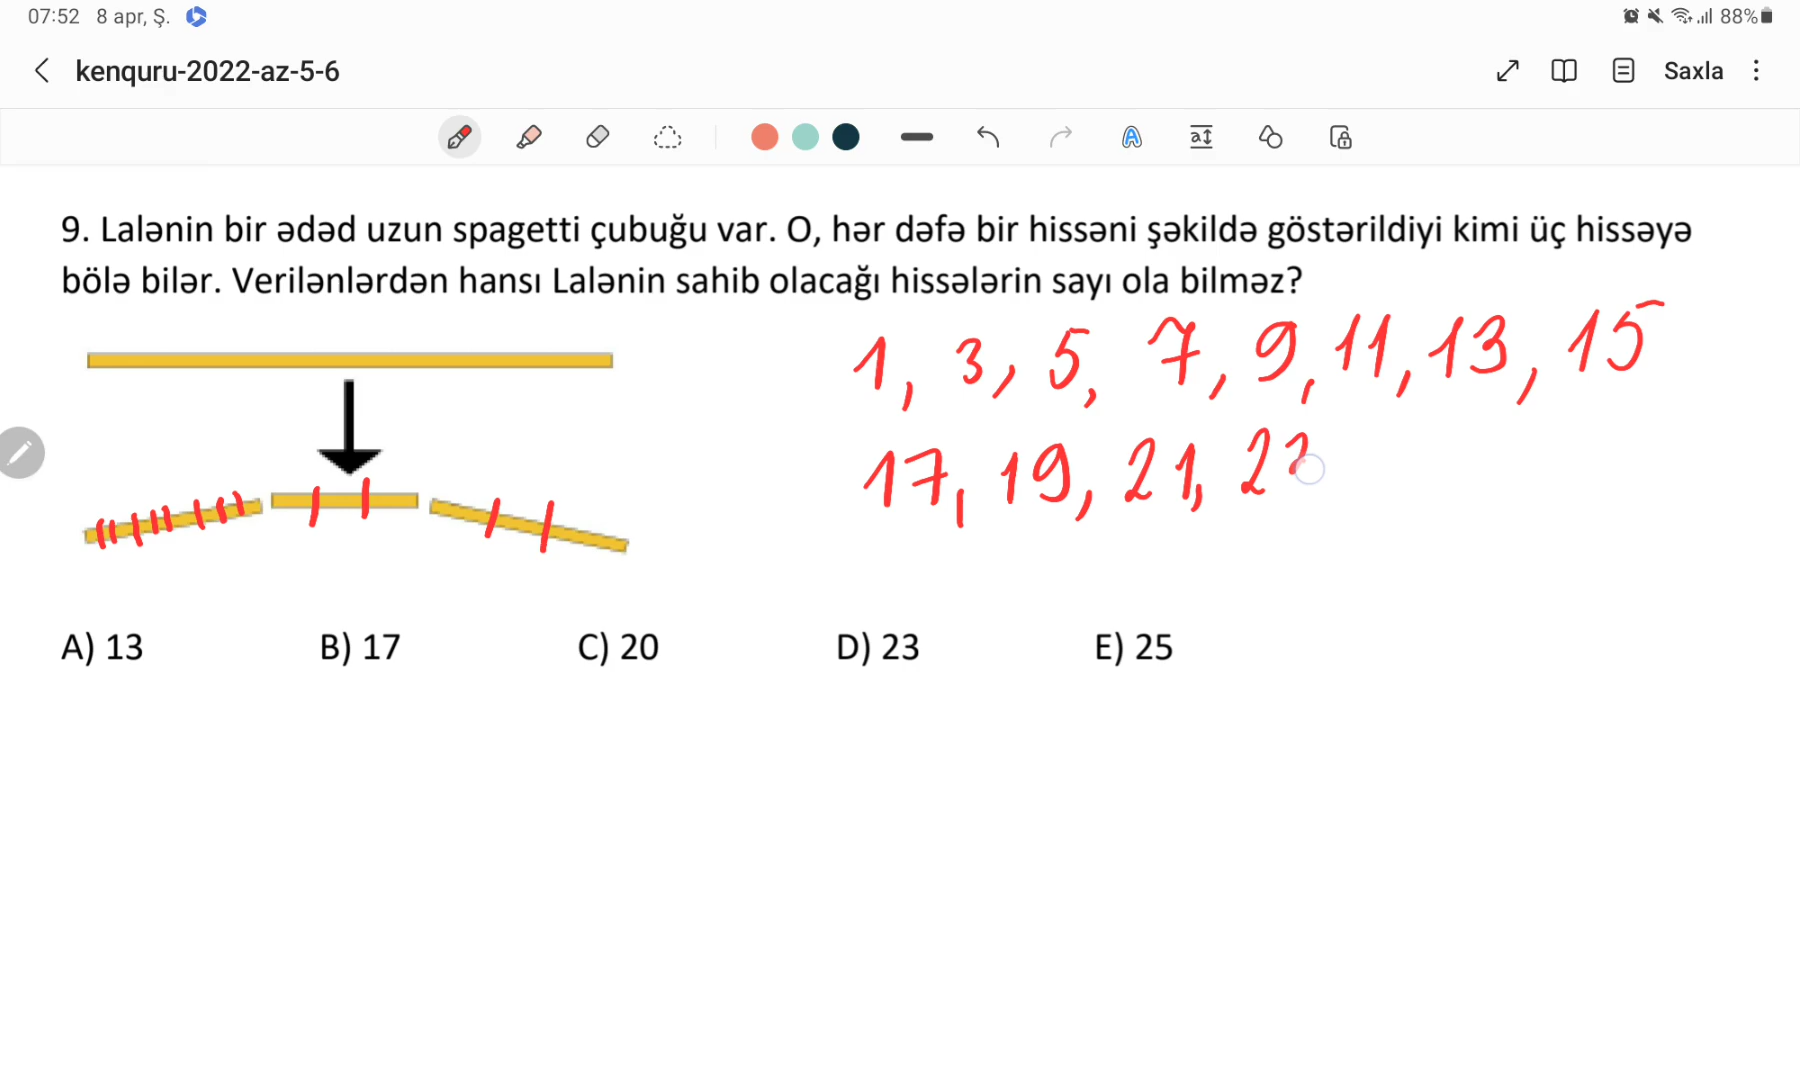 07:52 8 apr, Ş. 88%
kenquru-2022-az-5-6 Saxla
9. Lalənin bir ədəd uzun spagetti çubuğu var. O, hər dəfə bir hissəni şəkildə göstərildiyi kimi üç hissəyə
bölə bilər. Verilənlərdən hansı Lalənin sahib olacağı hissələrin sayı ola bilməz?
1, 3, 5, 7, 9, 11, 13, 15
17, 19, 21, 2
A) 13 B) 17 C) 20 D) 23 E) 25